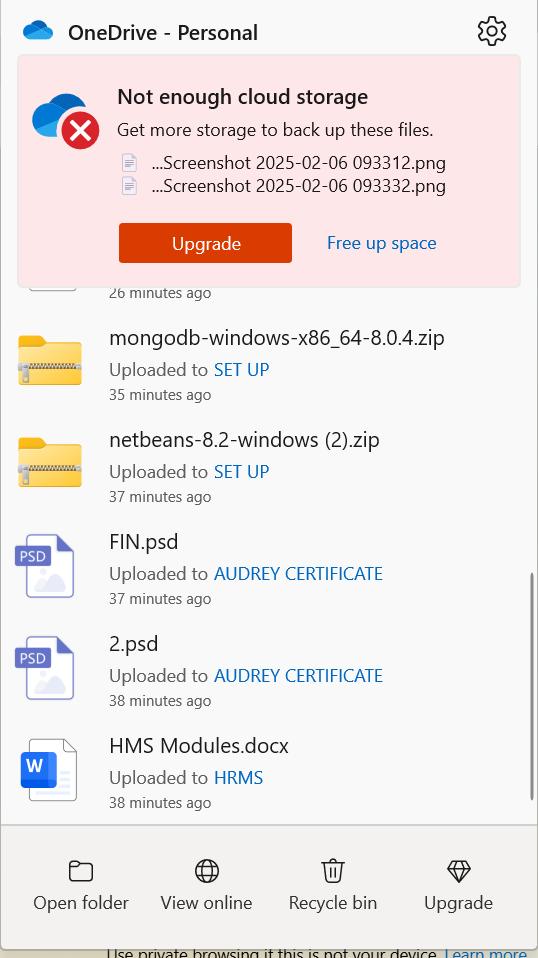 OneDrive - Personal
Not enough cloud storage
Get more storage to back up these files.
...Screenshot 2025-02-06 093312.png
...Screenshot 2025-02-06 093332.png
Upgrade
Free up space
26 minutes ago
mongodb-windows-x86_64-8.0.4.zip
Uploaded to SET UP
35 minutes ago
netbeans-8.2-windows (2).zip
Uploaded to SET UP
37 minutes ago
PSD
FIN.psd
Uploaded to AUDREY CERTIFICATE
37 minutes ago
PSD
2.psd
Uploaded to AUDREY CERTIFICATE
38 minutes ago
W
HMS Modules.docx
Uploaded to HRMS
38 minutes ago
Open folder
View online
Recycle bin
Upgrade
Use private browsing if this is not your device. Learn more